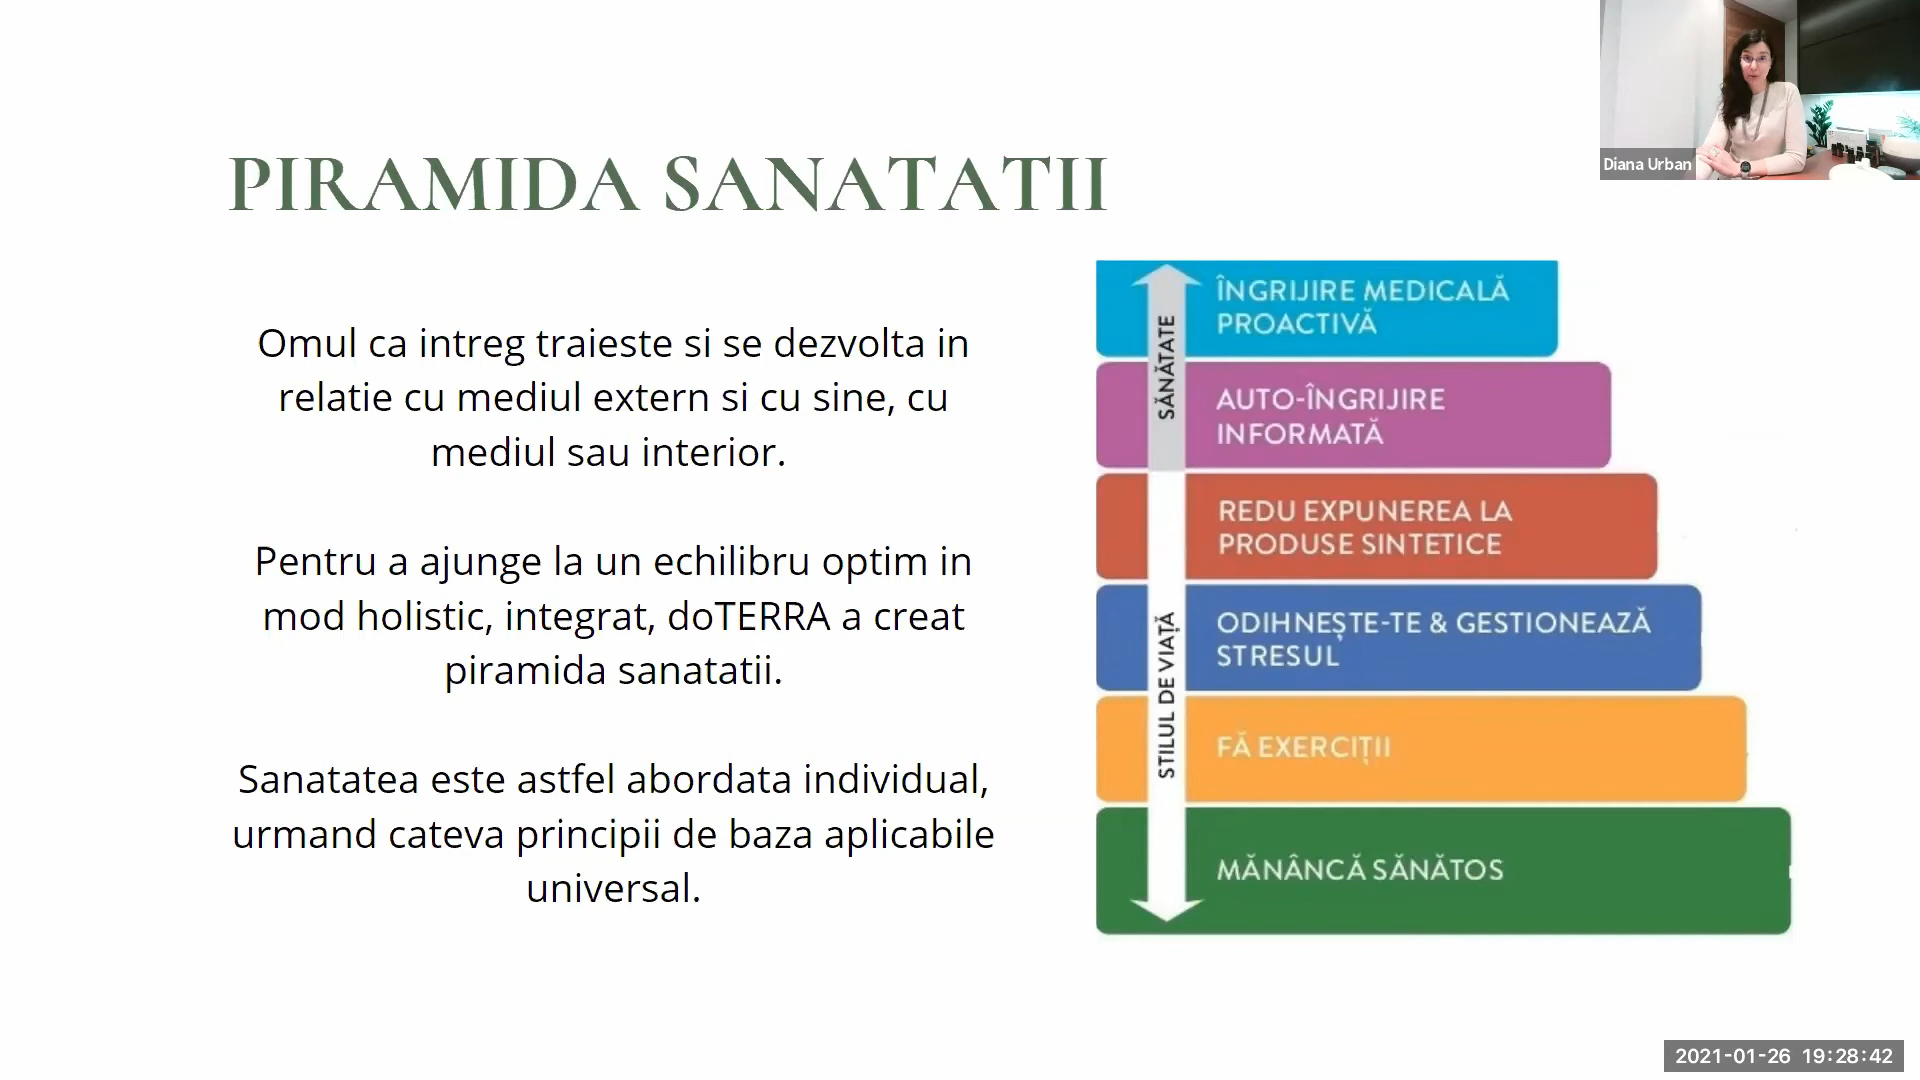 Diana Urban
PIRAMIDA SANATATII
Omul ca intreg traieste si se dezvolta in
relatie cu mediul extern si cu sine, cu
mediul sau interior.
Pentru a ajunge la un echilibru optim in
mod holistic, integrat, doTERRA a creat
piramida sanatatii.
Sanatatea este astfel abordata individual,
urmand cateva principii de baza aplicabile
universal.
SĂNĂTATE
ÎNGRIJIRE MEDICALĂ
PROACTIVĂ
AUTO-ÎNGRIJIRE
INFORMATĂ
STILUL DE VIAȚĂ
REDU EXPUNEREA LA
PRODUSE SINTETICE
ODIHNEȘTE-TE & GESTIONEAZĂ
STRESUL
FĂ EXERCIȚII
MĂNÂNCĂ SĂNĂTOS
2021-01-26 19:28:42